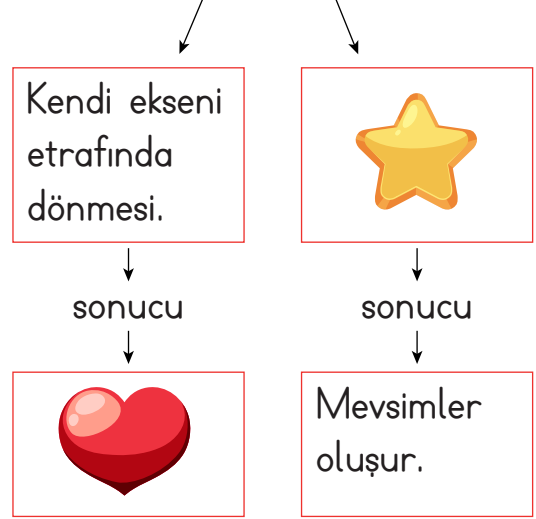 Kendi ekseni
etrafında
dönmesi.
sonucu
sonucu
Mevsimler
oluşur.